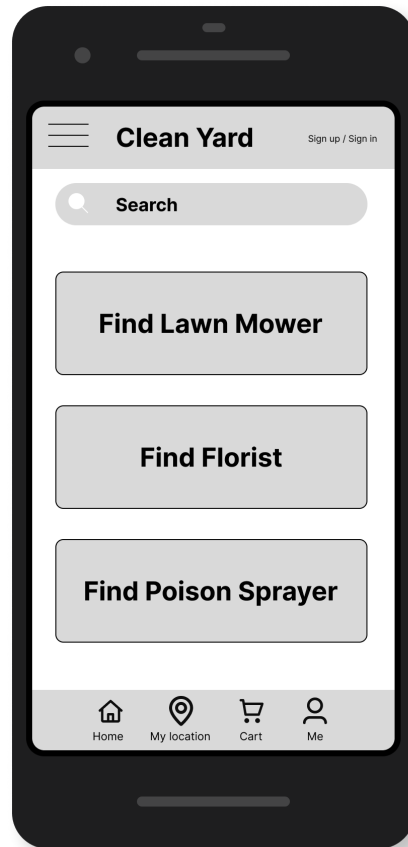 Clean Yard
Sign up / Sign in
Search
Find Lawn Mower
Find Florist
Find Poison Sprayer
Home
My location
Cart
Me